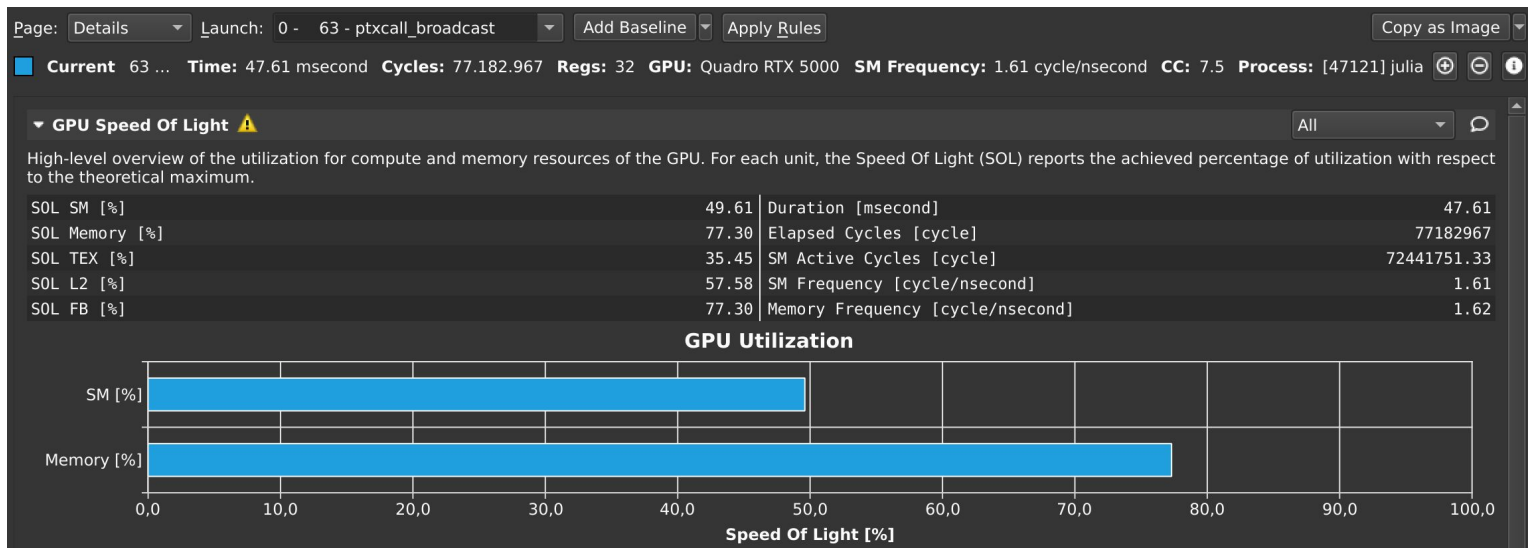 Page: Details Launch: 0 - 63 - ptxcall_broadcast Add Baseline Apply Rules Copy as Image
Current 63 ... Time: 47.61 msecond Cycles: 77.182.967 Regs: 32 GPU: Quadro RTX 5000 SM Frequency: 1.61 cycle/nsecond CC: 7.5 Process: [47121] julia
GPU Speed Of Light All
High-level overview of the utilization for compute and memory resources of the GPU. For each unit, the Speed Of Light (SOL) reports the achieved percentage of utilization with respect
to the theoretical maximum.
SOL SM [%] 49.61 Duration [msecond] 47.61
SOL Memory [%] 77.30 Elapsed Cycles [cycle] 77182967
SOL TEX [%] 35.45 SM Active Cycles [cycle] 72441751.33
SOL L2 [%] 57.58 SM Frequency [cycle/nsecond] 1.61
SOL FB [%] 77.30 Memory Frequency [cycle/nsecond] 1.62
GPU Utilization
SM [%]
Memory [%]
0,0 10,0 20,0 30,0 40,0 50,0 60,0 70,0 80,0 90,0 100,0
Speed Of Light [%]